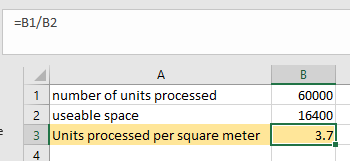 =B1/B2
A B
1 number of units processed 60000
2 useable space 16400
3 Units processed per square meter 3.7
4